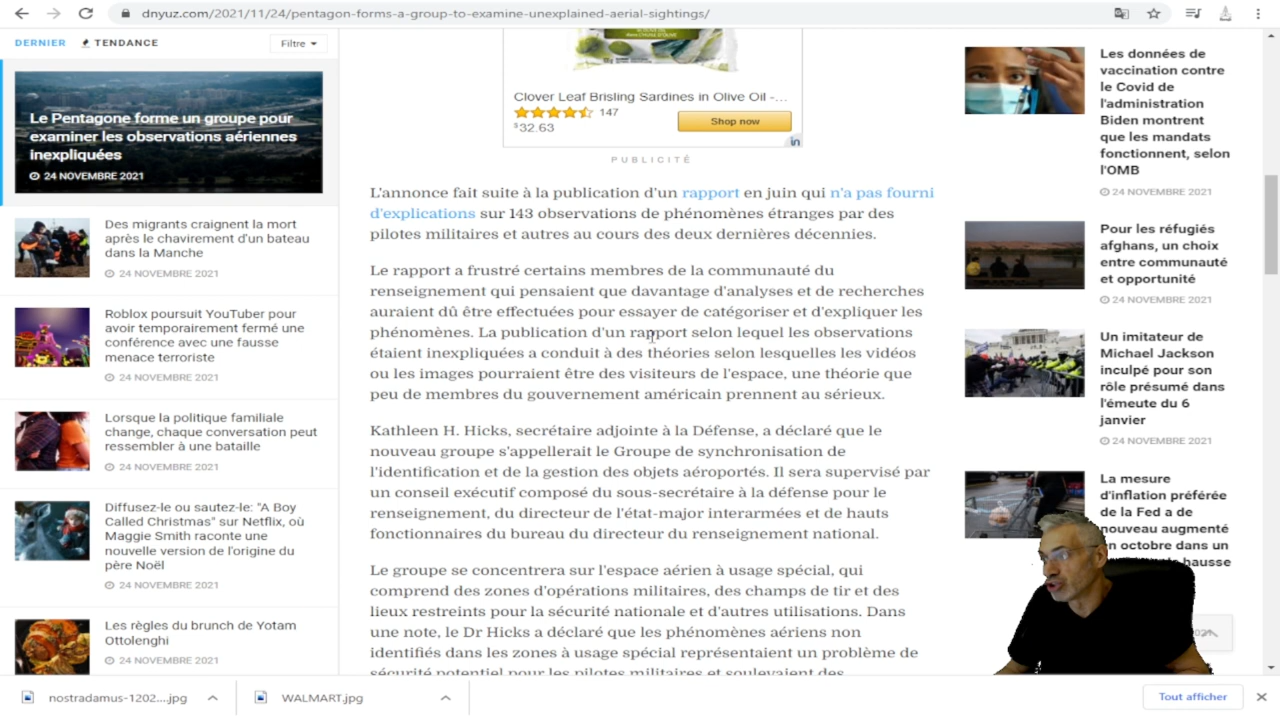 dnyuz.com/2021/11/24/pentagon-forms-a-group-to-examine-unexplained-aerial-sightings/
DERNIER
TENDANCE
Filtre
Le Pentagone forme un groupe pour
examiner les observations aériennes
inexpliquées
24 NOVEMBRE 2021
Des migrants craignent la mort
après le chavirement d'un bateau
dans la Manche
24 NOVEMBRE 2021
Roblox poursuit YouTuber pour
avoir temporairement fermé une
conférence avec une fausse
menace terroriste
24 NOVEMBRE 2021
Lorsque la politique familiale
change, chaque conversation peut
ressembler à une bataille
24 NOVEMBRE 2021
Diffusez-le ou sautez-le: "A Boy
Called Christmas" sur Netflix, où
Maggie Smith raconte une
nouvelle version de l'origine du
père Noël
24 NOVEMBRE 2021
Les règles du brunch de Yotam
Ottolenghi
24 NOVEMBRE 2021
Clover Leaf Brisling Sardines in Olive Oil -...
147
$32.63
Shop now
PUBLICITÉ
L'annonce fait suite à la publication d'un rapport en juin qui n'a pas fourni
d'explications sur 143 observations de phénomènes étranges par des
pilotes militaires et autres au cours des deux dernières décennies.
Le rapport a frustré certains membres de la communauté du
renseignement qui pensaient que davantage d'analyses et de recherches
auraient dû être effectuées pour essayer de catégoriser et d'expliquer les
phénomènes. La publication d'un rapport selon lequel les observations
étaient inexpliquées a conduit à des théories selon lesquelles les vidéos
ou les images pourraient être des visiteurs de l'espace, une théorie que
peu de membres du gouvernement américain prennent au sérieux.
Kathleen H. Hicks, secrétaire adjointe à la Défense, a déclaré que le
nouveau groupe s'appellerait le Groupe de synchronisation de
l'identification et de la gestion des objets aéroportés. Il sera supervisé par
un conseil exécutif composé du sous-secrétaire à la défense pour le
renseignement, du directeur de l'état-major interarmées et de hauts
fonctionnaires du bureau du directeur du renseignement national.
Le groupe se concentrera sur l'espace aérien à usage spécial, qui
comprend des zones d'opérations militaires, des champs de tir et des
lieux restreints pour la sécurité nationale et d'autres utilisations. Dans
une note, le Dr Hicks a déclaré que les phénomènes aériens non
identifiés dans les zones à usage spécial représentaient un problème de
sécurité potentiel pour les pilotes militaires et soulevaient des
Les données de
vaccination contre
le Covid de
l'administration
Biden montrent
que les mandats
fonctionnent, selon
l'OMB
24 NOVEMBRE 2021
Pour les réfugiés
afghans, un choix
entre communauté
et opportunité
24 NOVEMBRE 2021
Un imitateur de
Michael Jackson
inculpé pour son
rôle présumé dans
l'émeute du 6
janvier
24 NOVEMBRE 2021
La mesure
d'inflation préférée
de la Fed a de
nouveau augmenté
en octobre dans un
hausse
nostradamus-1202....jpg
WALMART.jpg
Tout afficher